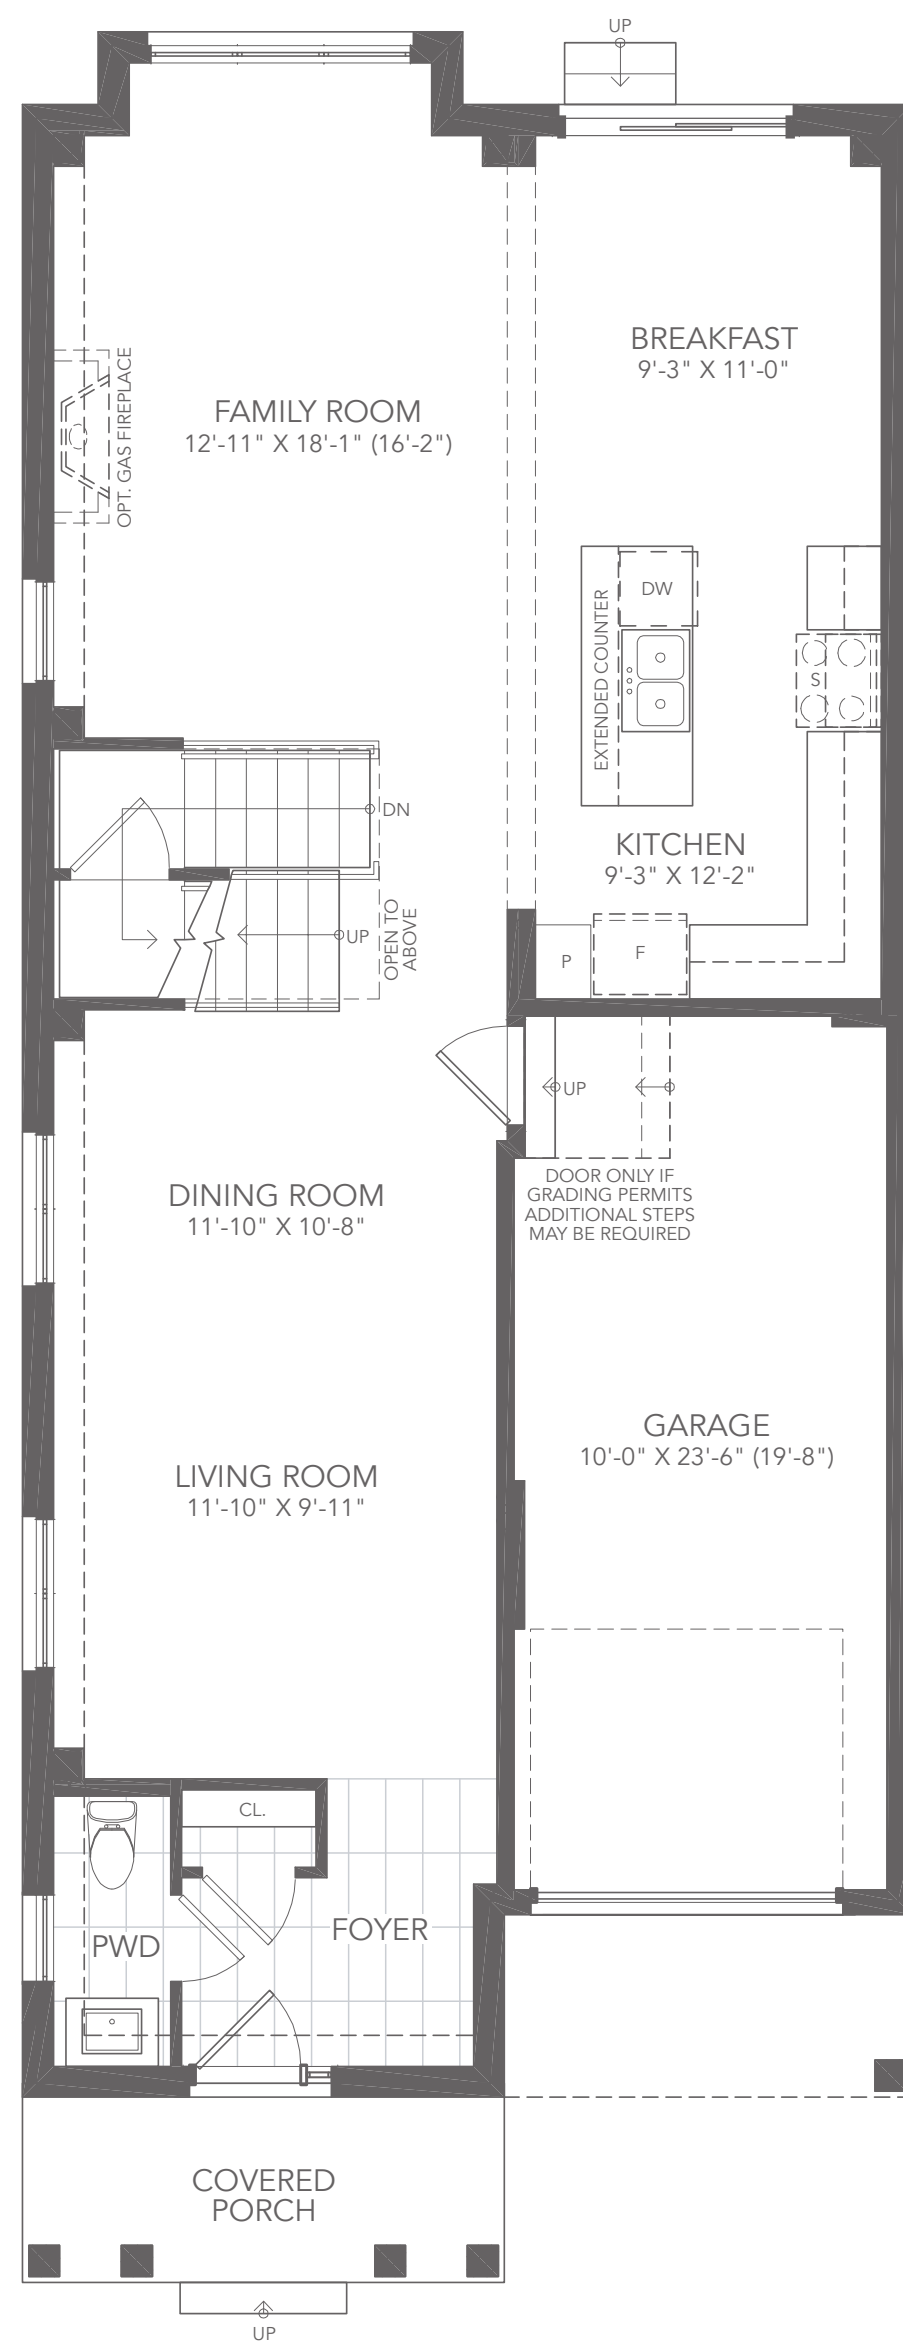 UP
BREAKFAST
9'-3" X 11'-0"
FAMILY ROOM
12'-11" X 18'-1" (16'-2")
OPT. GAS FIREPLACE
DW
EXTENDED COUNTER
S
DN
KITCHEN
9'-3" X 12'-2"
UP
OPEN TO
ABOVE
P
F
UP
DOOR ONLY IF
GRADING PERMITS
ADDITIONAL STEPS
MAY BE REQUIRED
DINING ROOM
11'-10" X 10'-8"
GARAGE
10'-0" X 23'-6" (19'-8")
LIVING ROOM
11'-10" X 9'-11"
CL.
FOYER
PWD
COVERED
PORCH
UP